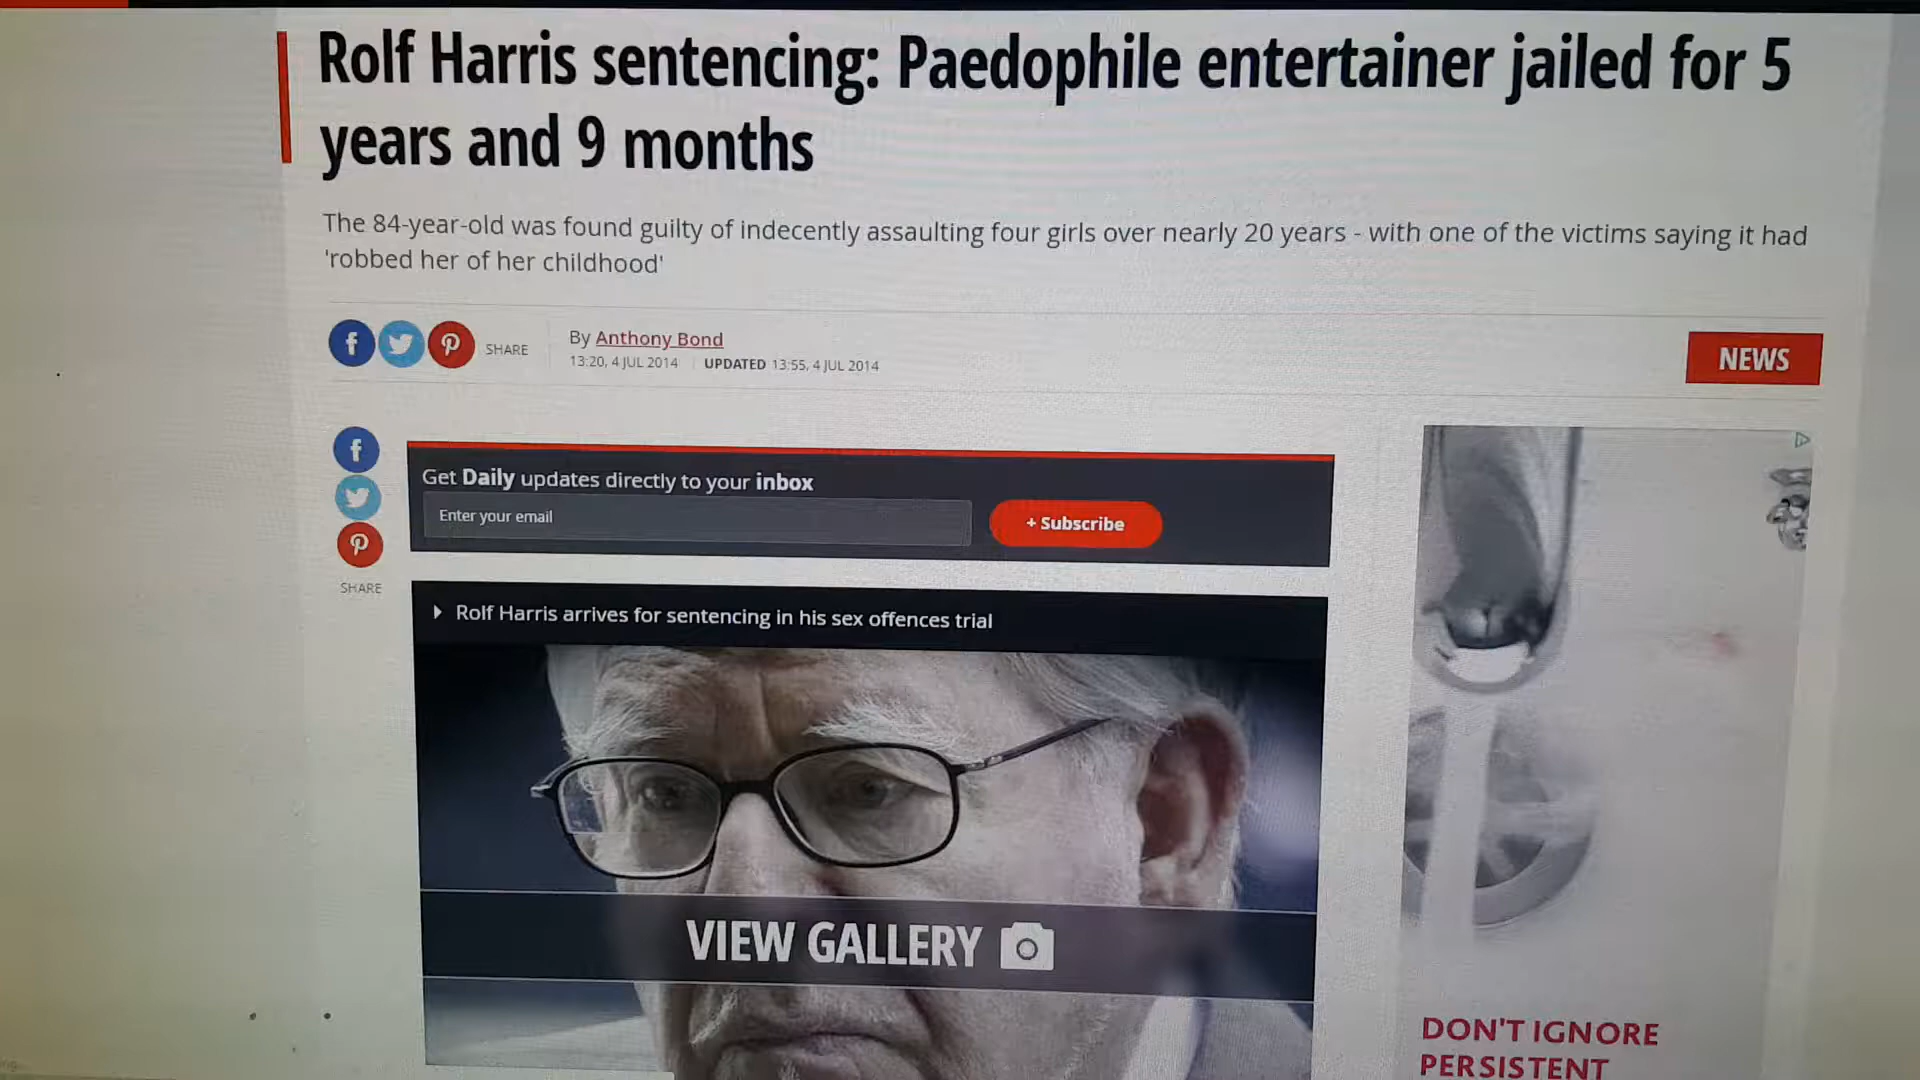 Rolf Harris sentencing: Paedophile entertainer jailed for 5
years and 9 months
The 84-year-old was found guilty of indecently assaulting four girls over nearly 20 years - with one of the victims saying it had
'robbed her of her childhood'
SHARE
By Anthony Bond
13:20, 4 JUL 2014 UPDATED 13:55, 4 JUL 2014
NEWS
Get Daily updates directly to your inbox
Enter your email
+ Subscribe
SHARE
Rolf Harris arrives for sentencing in his sex offences trial
VIEW GALLERY
DON'T IGNORE
PERSISTENT